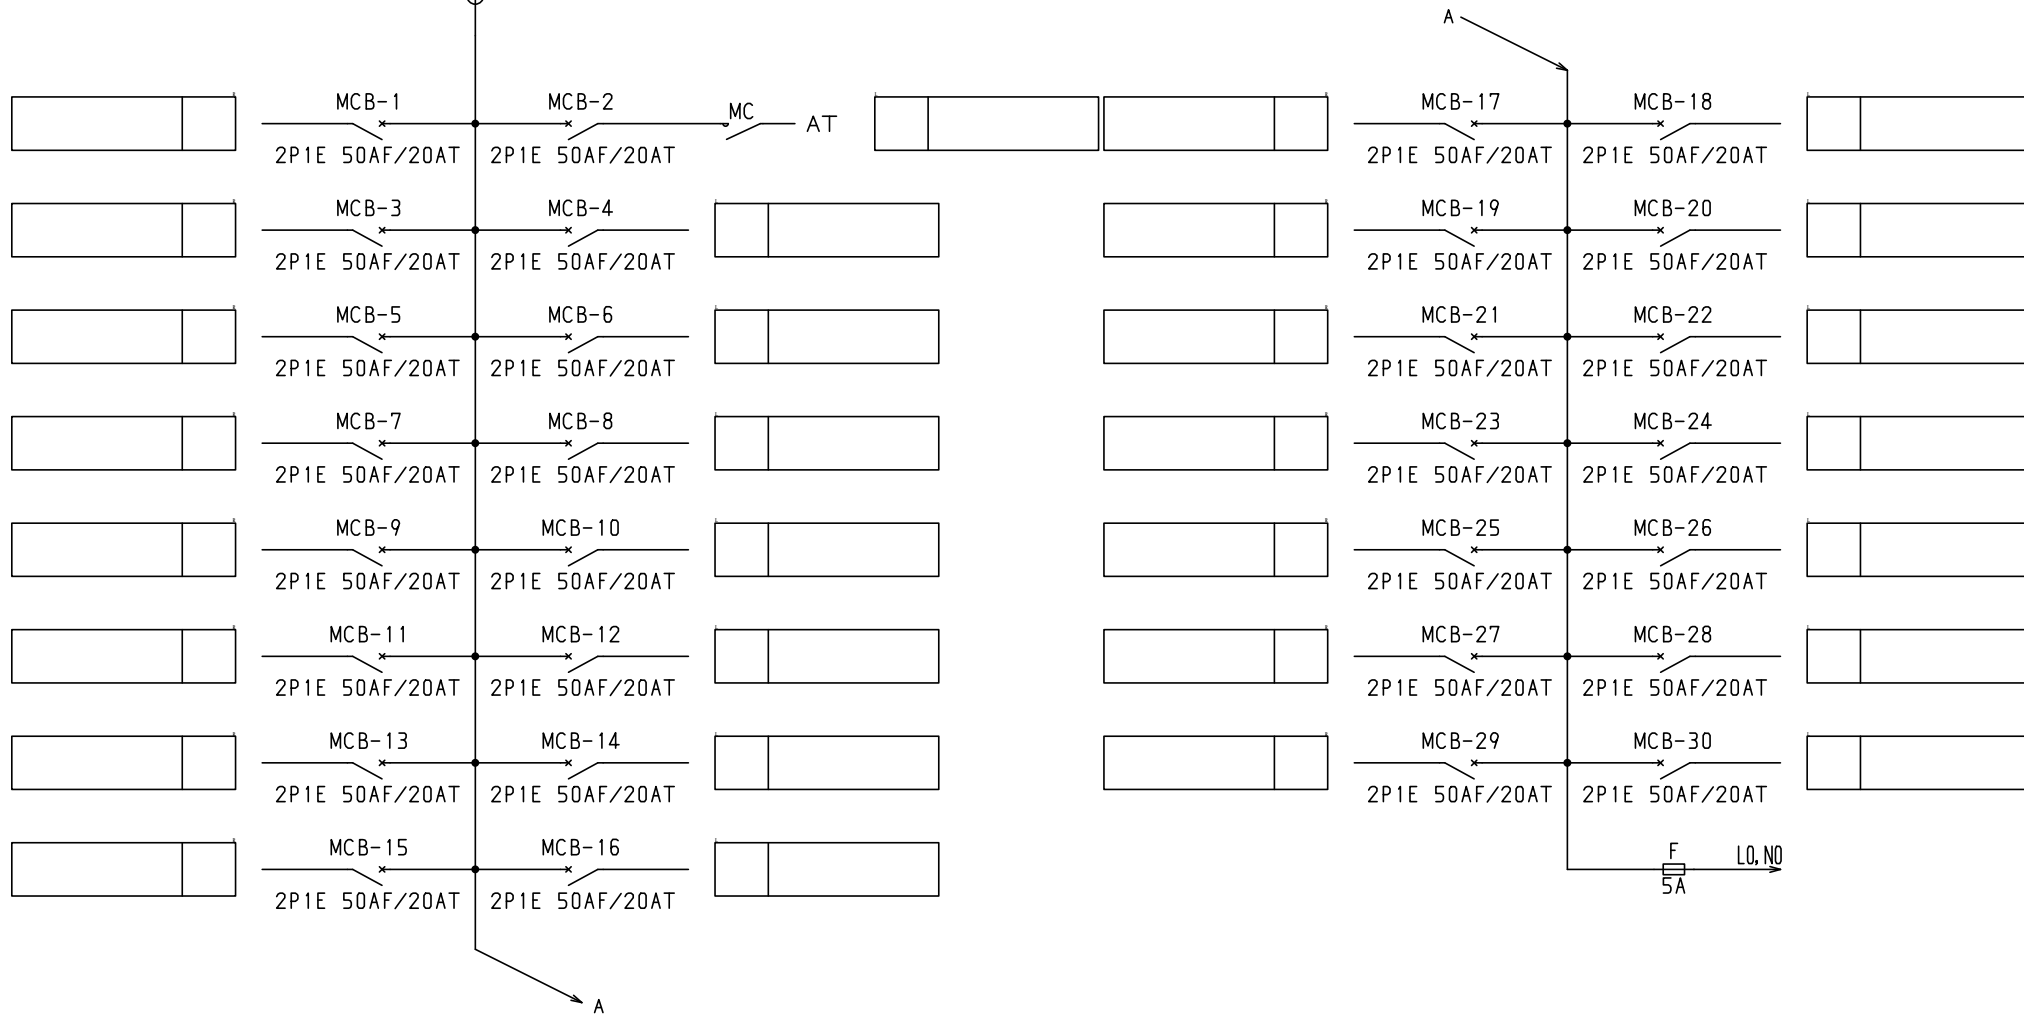 A
MCB-1 MCB-2 MC AT MCB-17 MCB-18
2P1E 50AF/20AT 2P1E 50AF/20AT 2P1E 50AF/20AT 2P1E 50AF/20AT
MCB-3 MCB-4 MCB-19 MCB-20
2P1E 50AF/20AT 2P1E 50AF/20AT 2P1E 50AF/20AT 2P1E 50AF/20AT
MCB-5 MCB-6 MCB-21 MCB-22
2P1E 50AF/20AT 2P1E 50AF/20AT 2P1E 50AF/20AT 2P1E 50AF/20AT
MCB-7 MCB-8 MCB-23 MCB-24
2P1E 50AF/20AT 2P1E 50AF/20AT 2P1E 50AF/20AT 2P1E 50AF/20AT
MCB-9 MCB-10 MCB-25 MCB-26
2P1E 50AF/20AT 2P1E 50AF/20AT 2P1E 50AF/20AT 2P1E 50AF/20AT
MCB-11 MCB-12 MCB-27 MCB-28
2P1E 50AF/20AT 2P1E 50AF/20AT 2P1E 50AF/20AT 2P1E 50AF/20AT
MCB-13 MCB-14 MCB-29 MCB-30
2P1E 50AF/20AT 2P1E 50AF/20AT 2P1E 50AF/20AT 2P1E 50AF/20AT
MCB-15 MCB-16 F L0,N0
2P1E 50AF/20AT 2P1E 50AF/20AT 5A
A